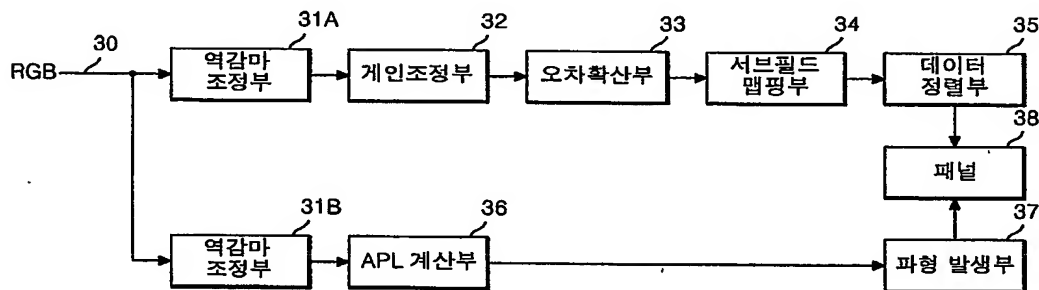 RGB
30
31A
역감마
조정부
32
게인조정부
33
오차확산부
34
서브필드
맵핑부
35
데이터
정렬부
38
패널
31B
역감마
조정부
36
APL 계산부
37
파형 발생부